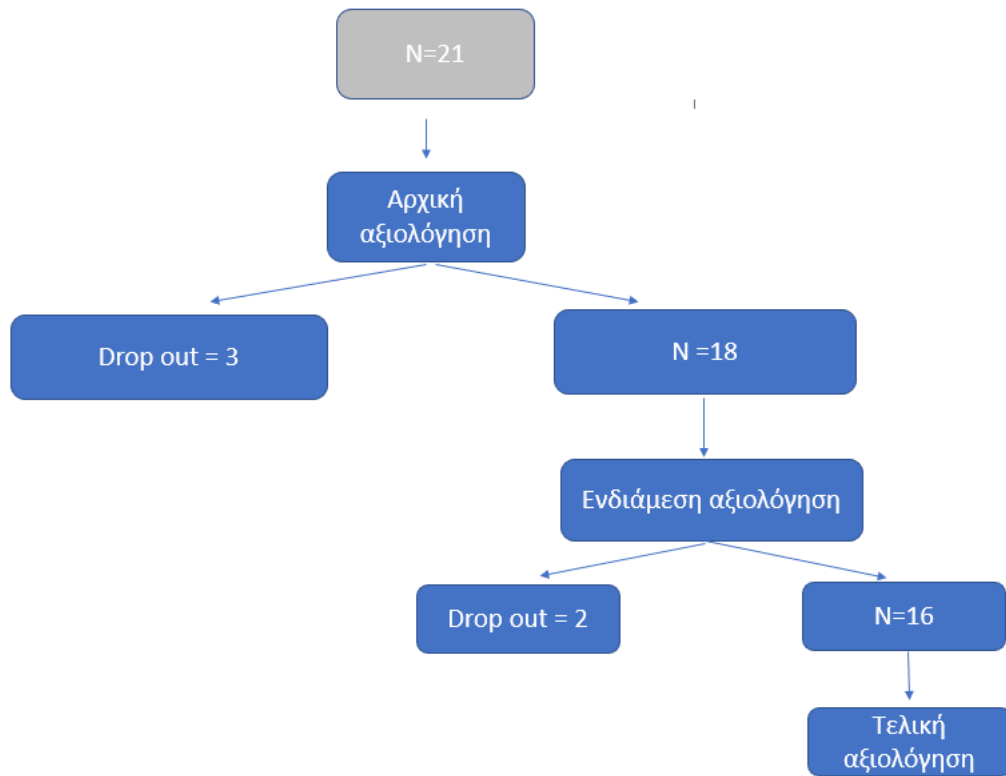 N=21
Αρχική
αξιολόγηση
Drop out = 3
N =18
Ενδιάμεση αξιολόγηση
Drop out = 2
N=16
Τελική
αξιολόγηση